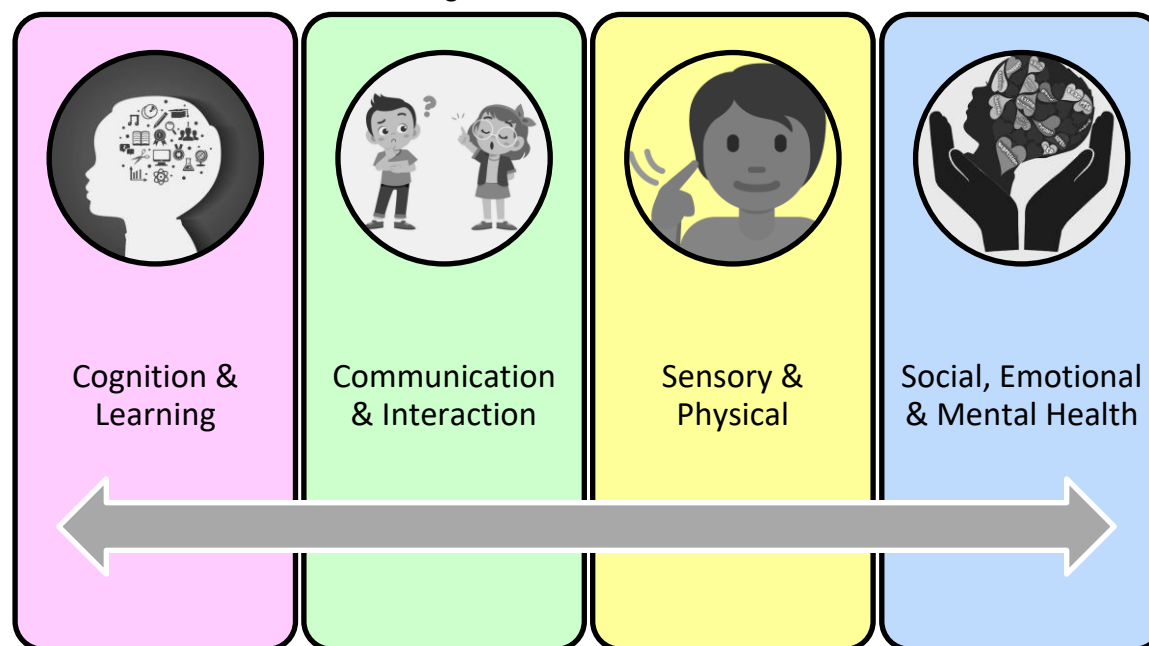 Cognition &
Learning
Communication
& Interaction
Sensory &
Physical
Social, Emotional
& Mental Health